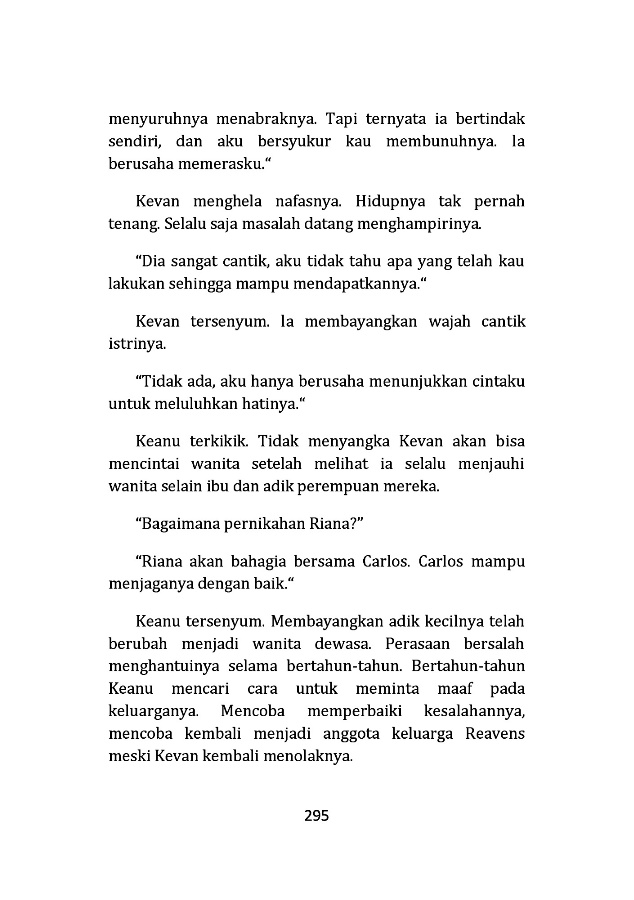 menyuruhnya menabraknya. Tapi ternyata ia bertindak
sendiri, dan aku bersyukur kau membunuhnya. Ia
berusaha memerasku.“
Kevan menghela nafasnya. Hidupnya tak pernah
tenang. Selalu saja masalah datang menghampirinya.
“Dia sangat cantik, aku tidak tahu apa yang telah kau
lakukan sehingga mampu mendapatkannya.“
Kevan tersenyum. Ia membayangkan wajah cantik
istrinya.
“Tidak ada, aku hanya berusaha menunjukkan cintaku
untuk meluluhkan hatinya.“
Keanu terkikik. Tidak menyangka Kevan akan bisa
mencintai wanita setelah melihat ia selalu menjauhi
wanita selain ibu dan adik perempuan mereka.
“Bagaimana pernikahan Riana?”
“Riana akan bahagia bersama Carlos. Carlos mampu
menjaganya dengan baik.“
Keanu tersenyum. Membayangkan adik kecilnya telah
berubah menjadi wanita dewasa. Perasaan bersalah
menghantuinya selama bertahun-tahun. Bertahun-tahun
Keanu mencari cara untuk meminta maaf pada
keluarganya. Mencoba memperbaiki kesalahannya,
mencoba kembali menjadi anggota keluarga Reavens
meski Kevan kembali menolaknya.
295